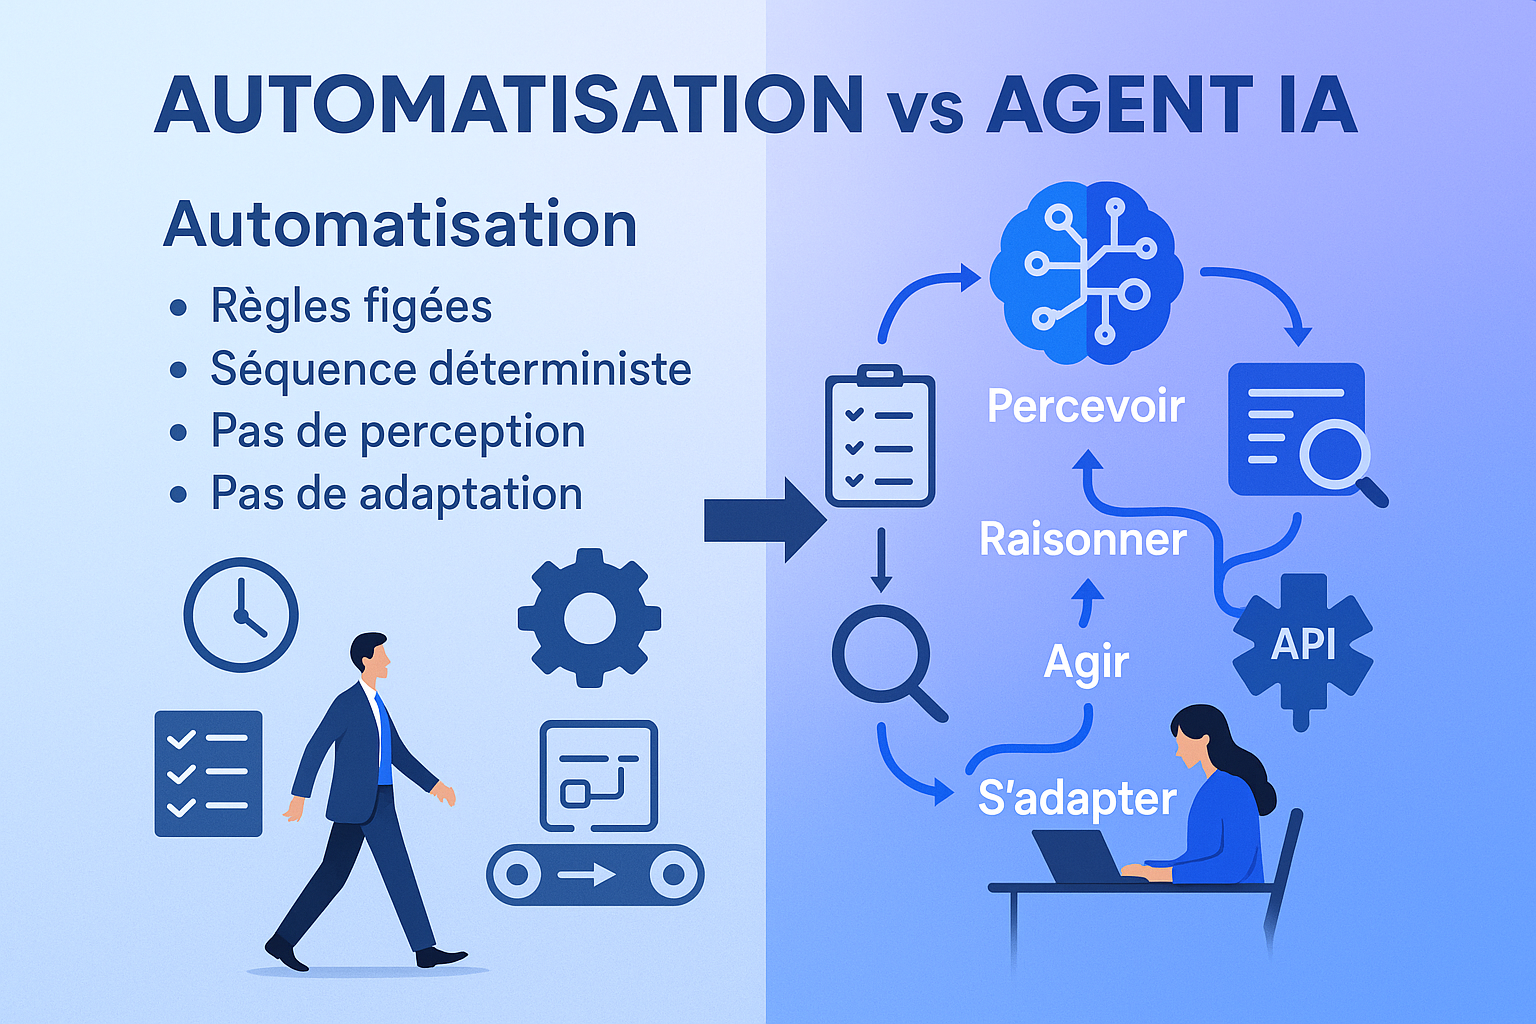 AUTOMATISATION vs AGENT IA
Automatisation
• Règles figées
• Séquence déterministe
• Pas de perception
• Pas de adaptation
Percevoir
Raisonner
Agir
S'adapter
API